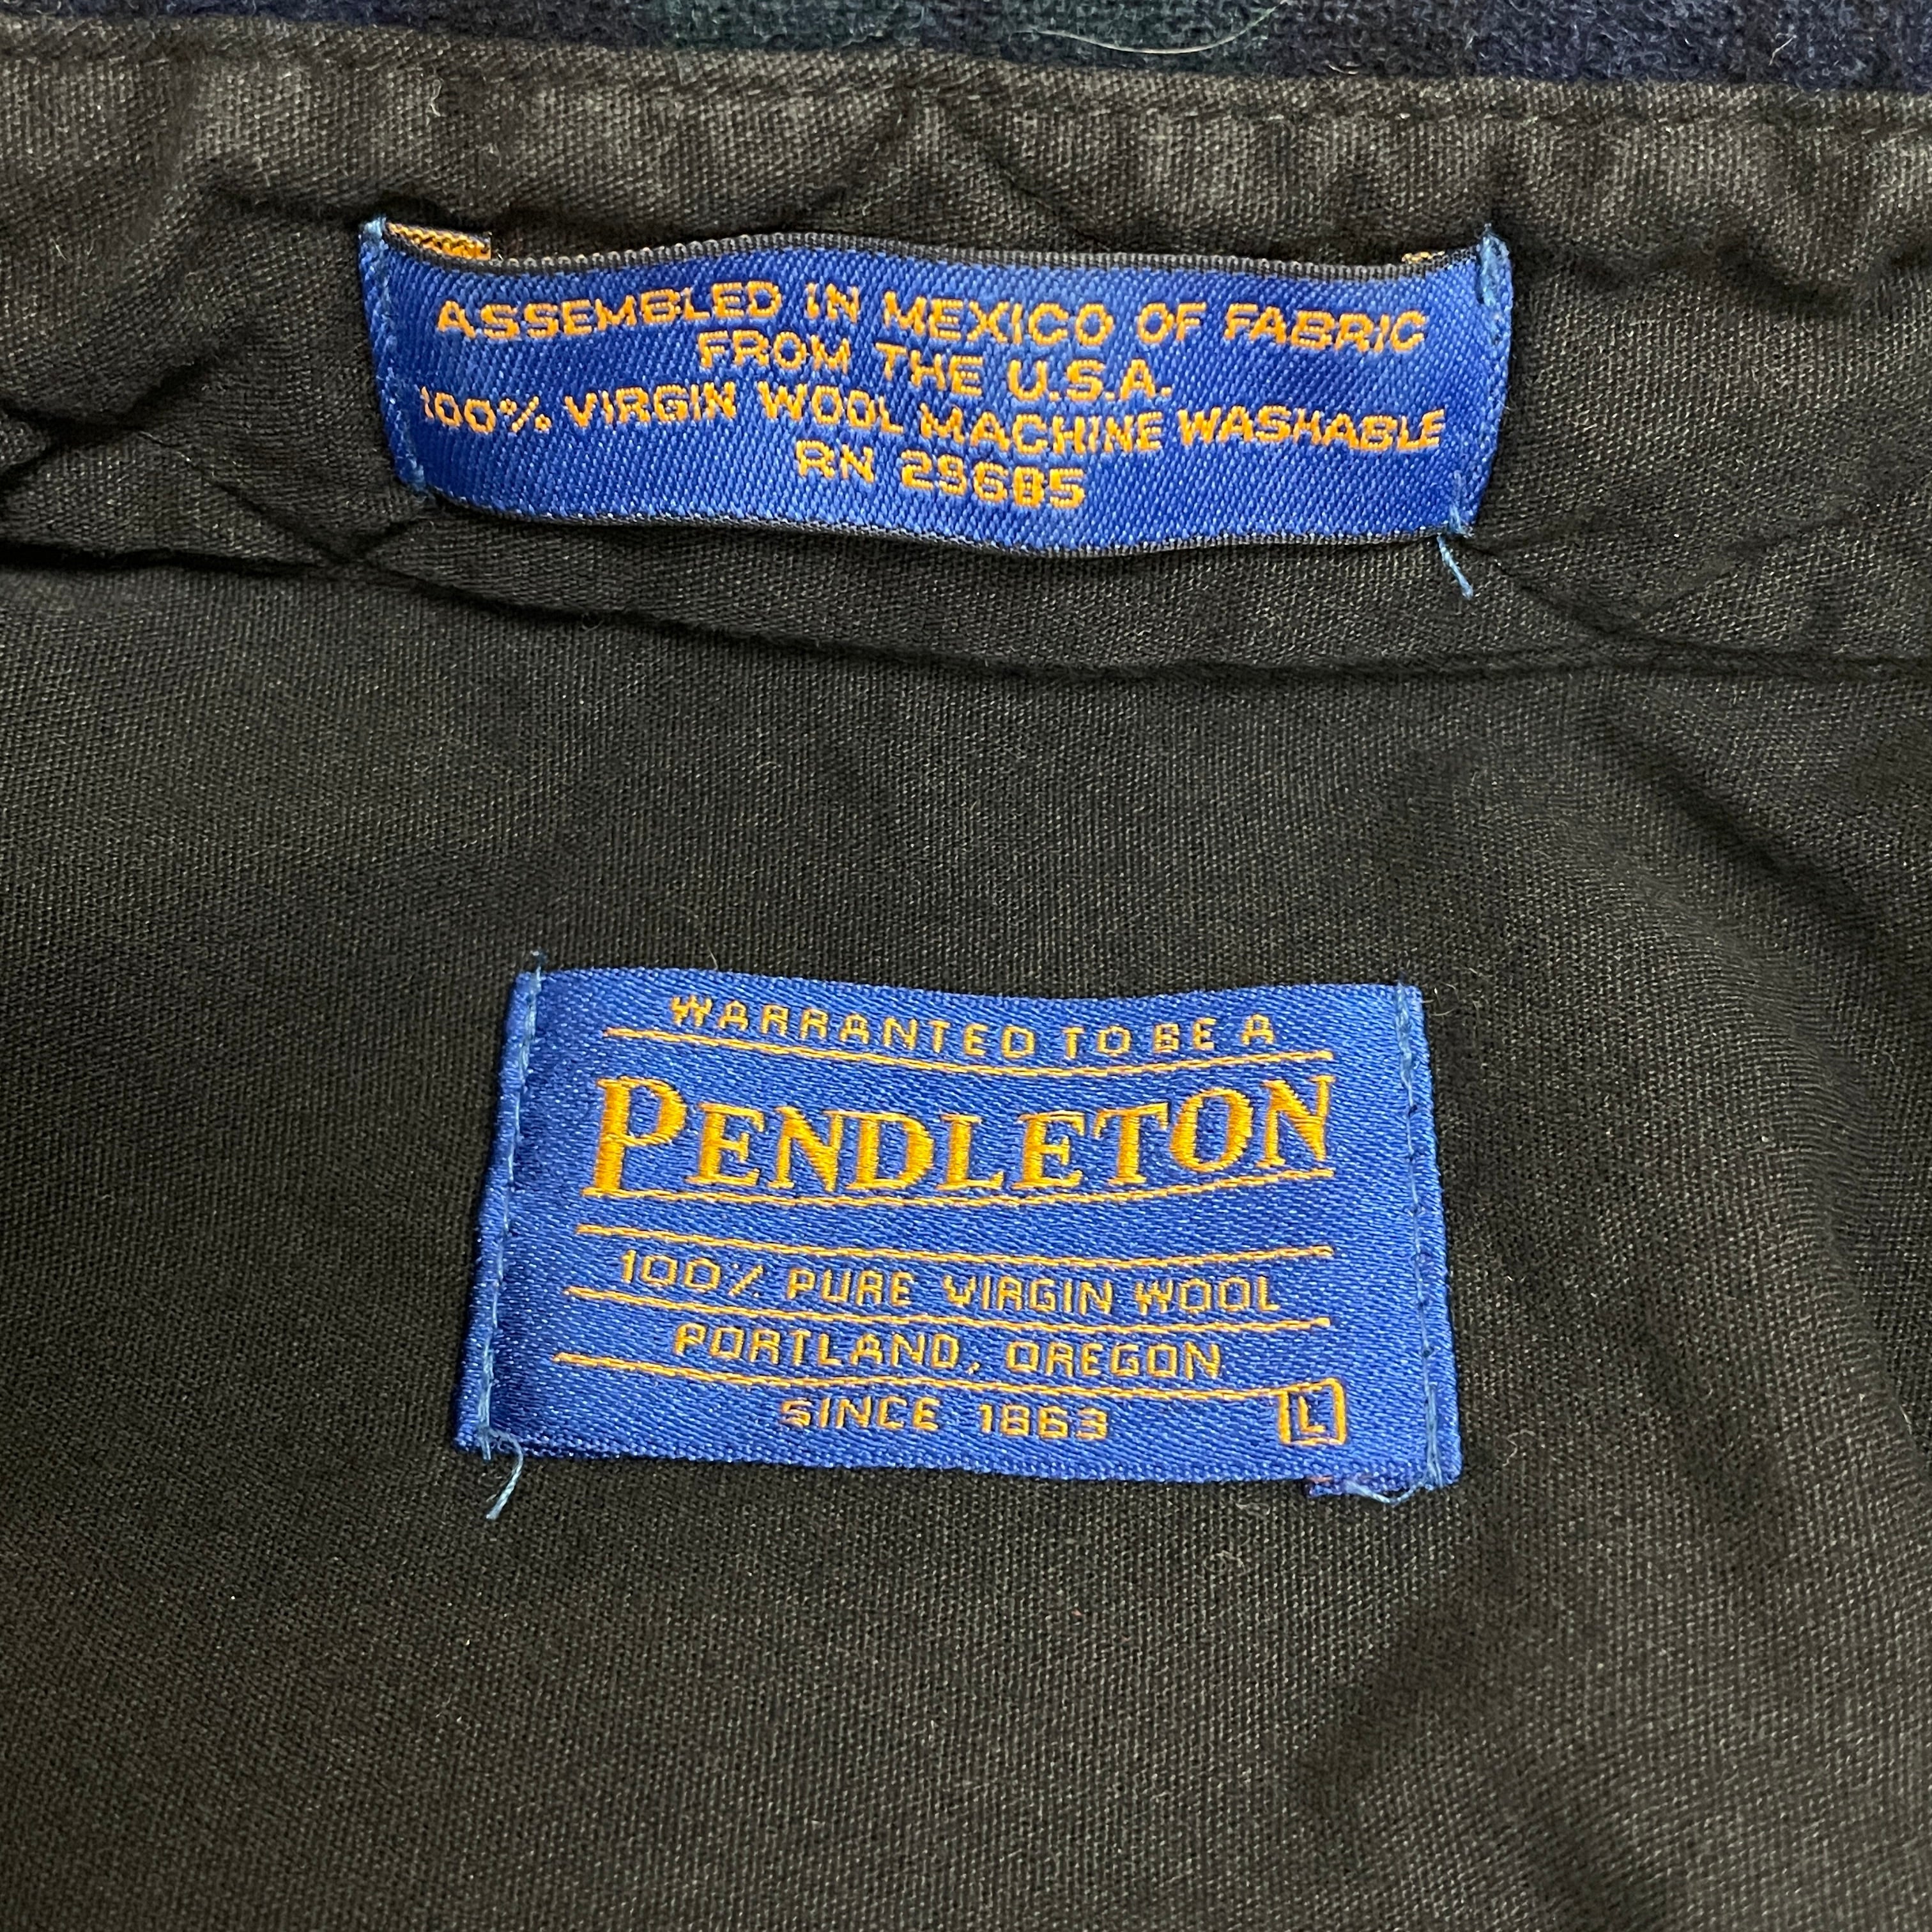 ASSEMBLED IN MEXICO OF FABRIC
FROM THE U.S.A.
100% VIRGIN WOOL MACHINE WASHABLE
RN 29685
WARRANTED TO BE A
PENDLETON
100% PURE VIRGIN WOOL
PORTLAND, OREGON
SINCE 1863
L